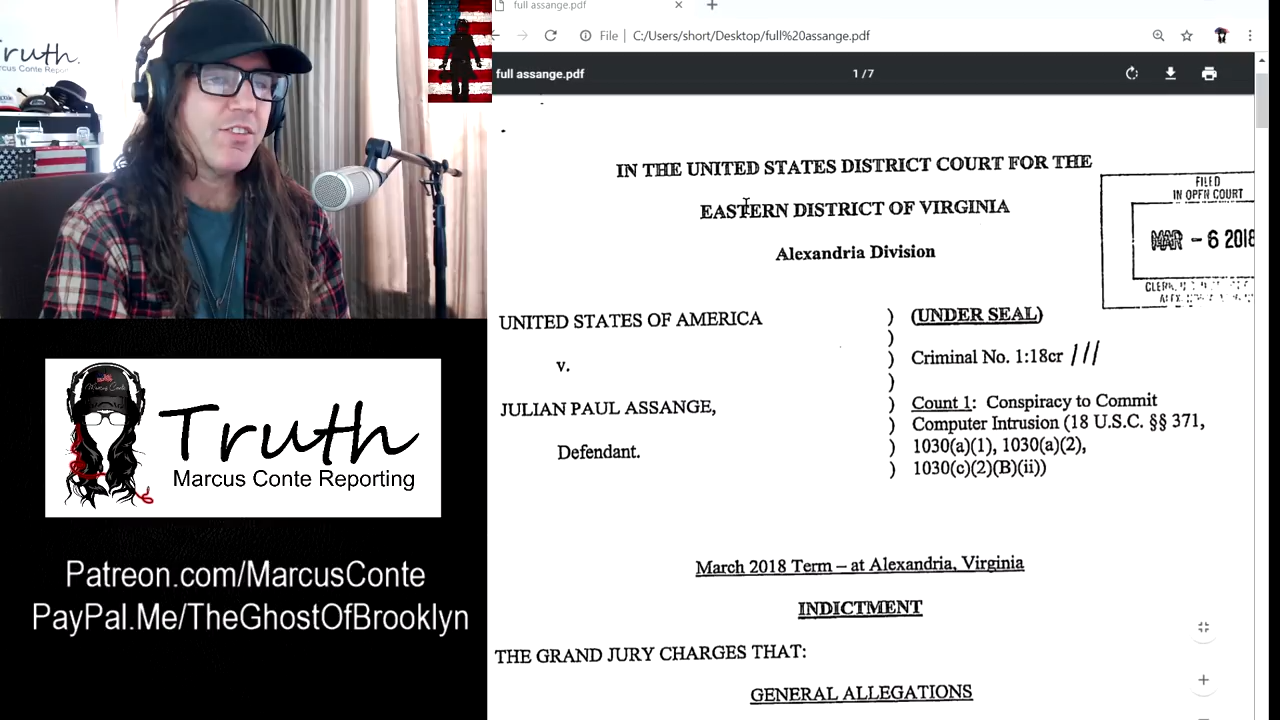 full assange.pdf
File
C:/Users/short/Desktop/full%20assange.pdf
full assange.pdf
1/7
IN THE UNITED STATES DISTRICT COURT FOR THE
EASTERN DISTRICT OF VIRGINIA
Alexandria Division
FILED
IN OPEN COURT
MAR - 6 2018
UNITED STATES OF AMERICA
v.
JULIAN PAUL ASSANGE,
Defendant.
) (UNDER SEAL)
)
) Criminal No. 1:18cr 111
)
) Count 1: Conspiracy to Commit
) Computer Intrusion (18 U.S.C. §§ 371,
) 1030(a)(1), 1030(a)(2),
) 1030(c)(2)(B)(ii))
March 2018 Term – at Alexandria, Virginia
INDICTMENT
THE GRAND JURY CHARGES THAT:
GENERAL ALLEGATIONS
Truth
Marcus Conte Reporting
Patreon.com/MarcusConte
PayPal.Me/TheGhostOfBrooklyn